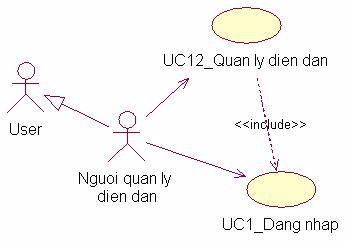 UC12_Quan ly dien dan
User
<<include>>
Nguoi quan ly
dien dan
UC1_Dang nhap